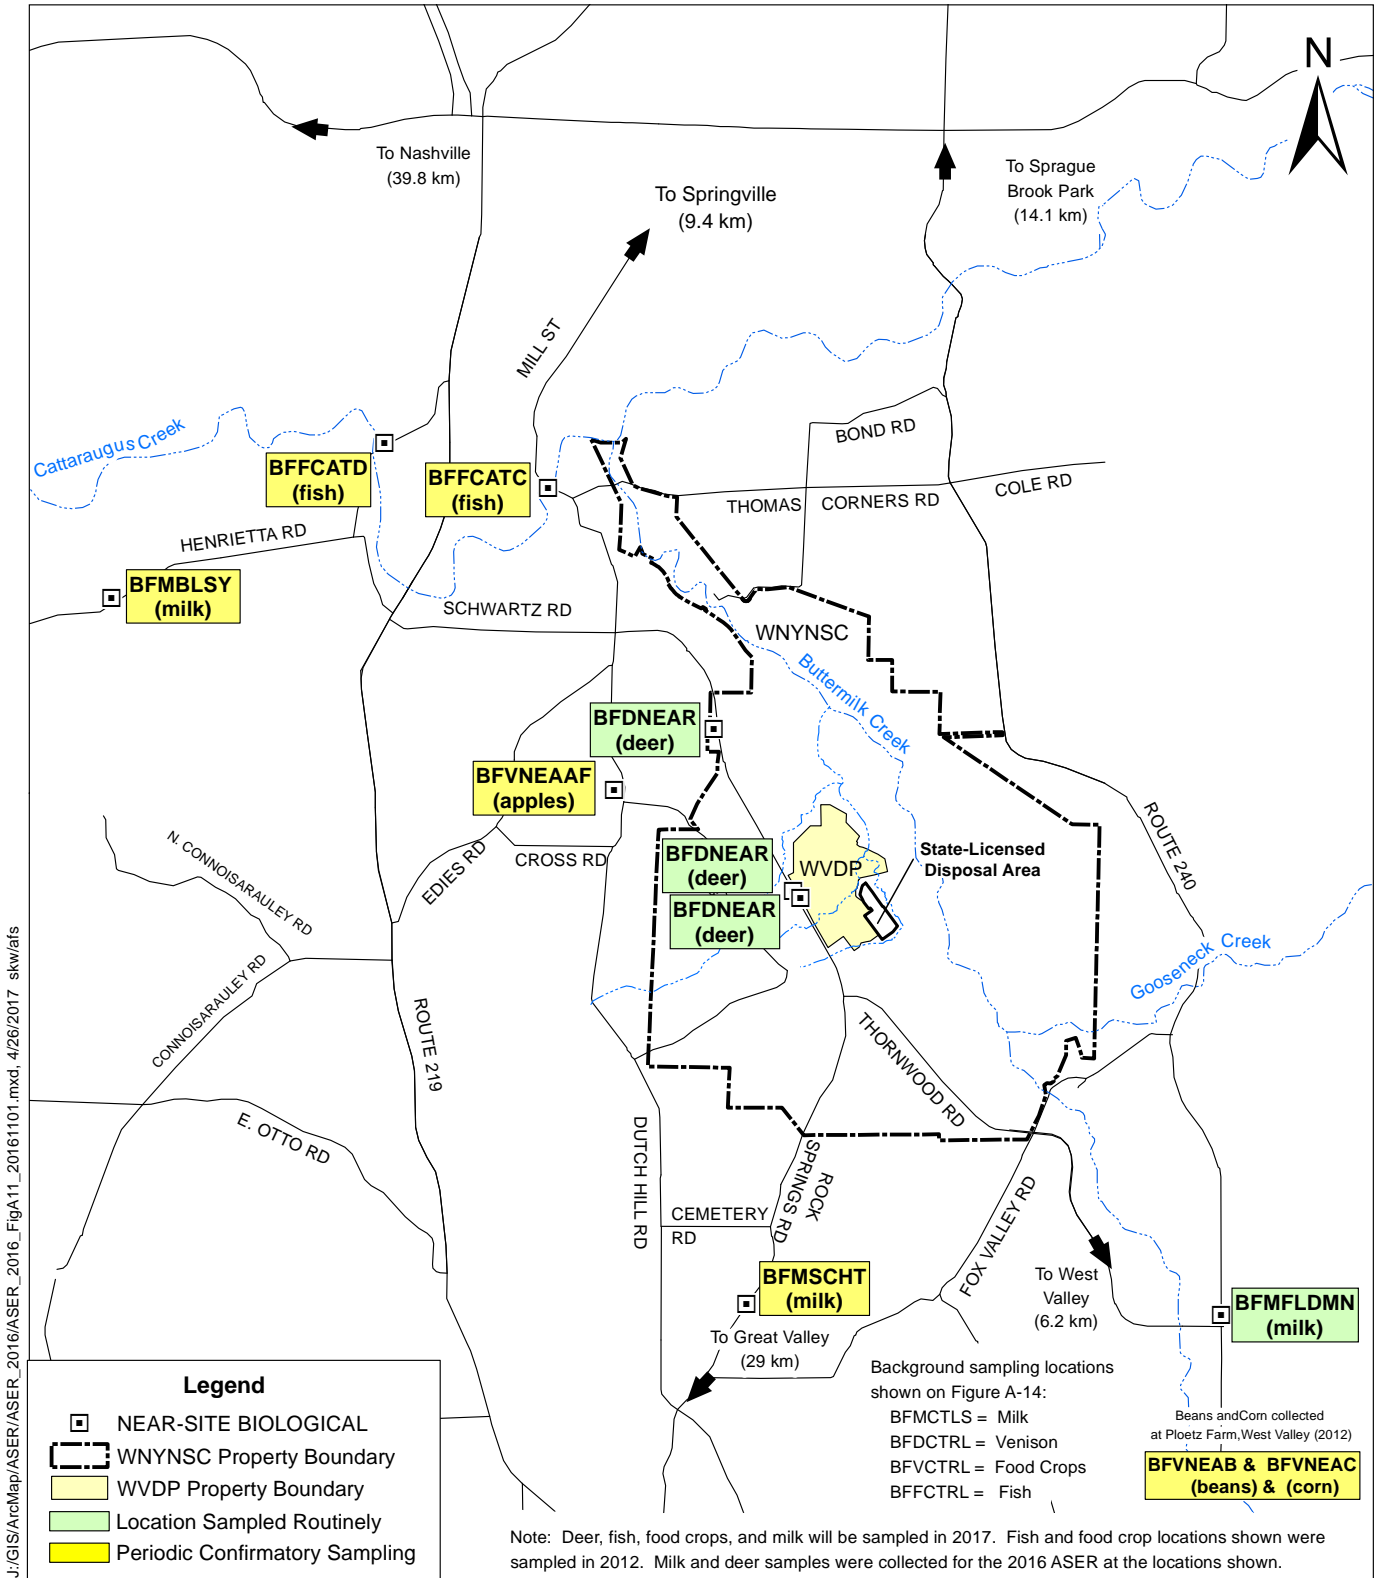 N
To Nashville
(39.8 km)
To Springville
(9.4 km)
To Sprague
Brook Park
(14.1 km)
MILL ST
Cattaraugus Creek
BFFCATD
(fish)
BFFCATC
(fish)
BOND RD
THOMAS CORNERS RD
COLE RD
HENRIETTA RD
BFMBLSY
(milk)
SCHWARTZ RD
WNYNSC
Buttermilk Creek
BFDNEAR
(deer)
BFVNEAAF
(apples)
ROUTE 240
N. CONNOISARAULEY RD
EDIES RD
CROSS RD
BFDNEAR
(deer)
WVDP
State-Licensed
Disposal Area
BFDNEAR
(deer)
Gooseneck Creek
CONNOISARAULEY RD
ROUTE 219
THORNWOOD RD
E. OTTO RD
DUTCH HILL RD
ROCK
SPRINGS RD
CEMETERY
RD
FOX VALLEY RD
BFMSCHT
(milk)
To West
Valley
(6.2 km)
BFMFLDMN
(milk)
To Great Valley
(29 km)
Background sampling locations
shown on Figure A-14:
BFMCTLS = Milk
BFDCTRL = Venison
BFVCTRL = Food Crops
BFFCTRL = Fish
Beans andCorn collected
at Ploetz Farm,West Valley (2012)
BFVNEAB & BFVNEAC
(beans) & (corn)
Legend
NEAR-SITE BIOLOGICAL
WNYNSC Property Boundary
WVDP Property Boundary
Location Sampled Routinely
Periodic Confirmatory Sampling
Note: Deer, fish, food crops, and milk will be sampled in 2017. Fish and food crop locations shown were
sampled in 2012. Milk and deer samples were collected for the 2016 ASER at the locations shown.
J:/GIS/ArcMap/ASER/ASER_2016/ASER_2016_FigA11_20161101.mxd, 4/26/2017 skw/afs